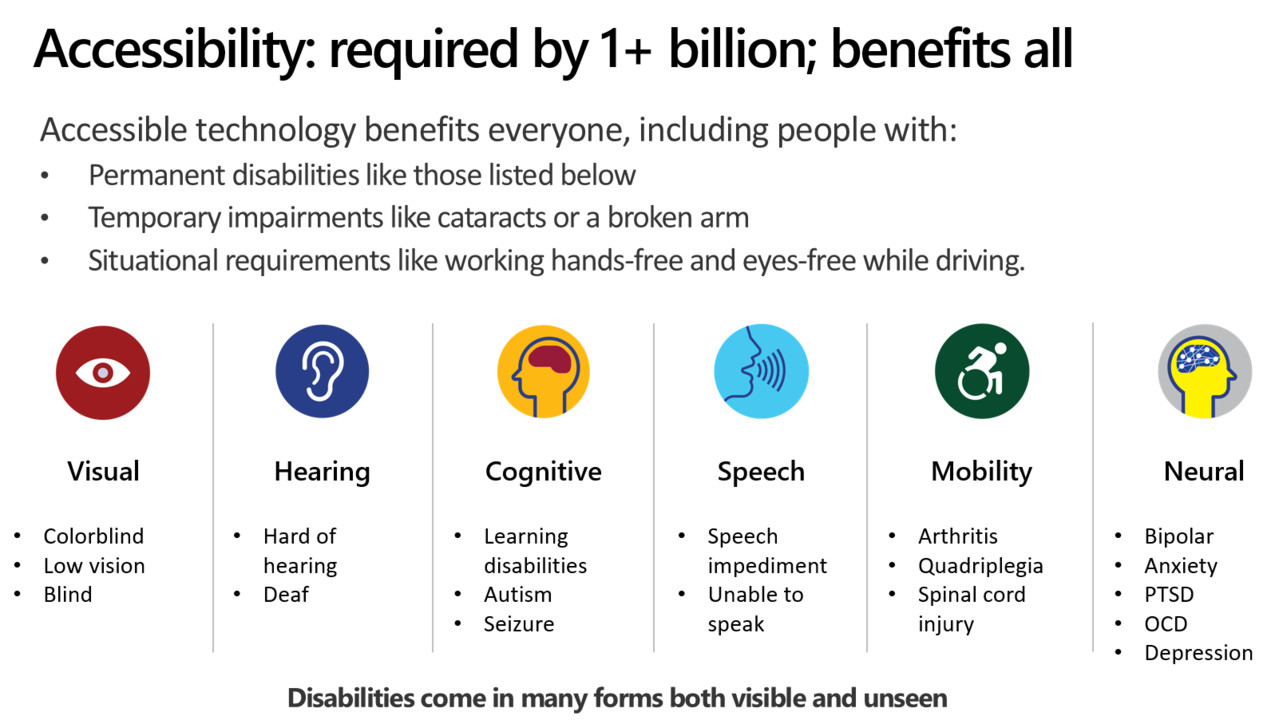 Accessibility: required by 1+ billion; benefits all
Accessible technology benefits everyone, including people with:
• Permanent disabilities like those listed below
• Temporary impairments like cataracts or a broken arm
• Situational requirements like working hands-free and eyes-free while driving.
Visual
• Colorblind
• Low vision
• Blind
Hearing
• Hard of
hearing
• Deaf
Cognitive
• Learning
disabilities
• Autism
• Seizure
Speech
• Speech
impediment
• Unable to
speak
Mobility
• Arthritis
• Quadriplegia
• Spinal cord
injury
Neural
• Bipolar
• Anxiety
• PTSD
• OCD
• Depression
Disabilities come in many forms both visible and unseen